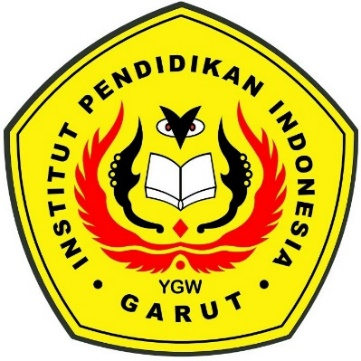 INSTITUT PENDIDIKAN INDONESIA
YGW
GARUT